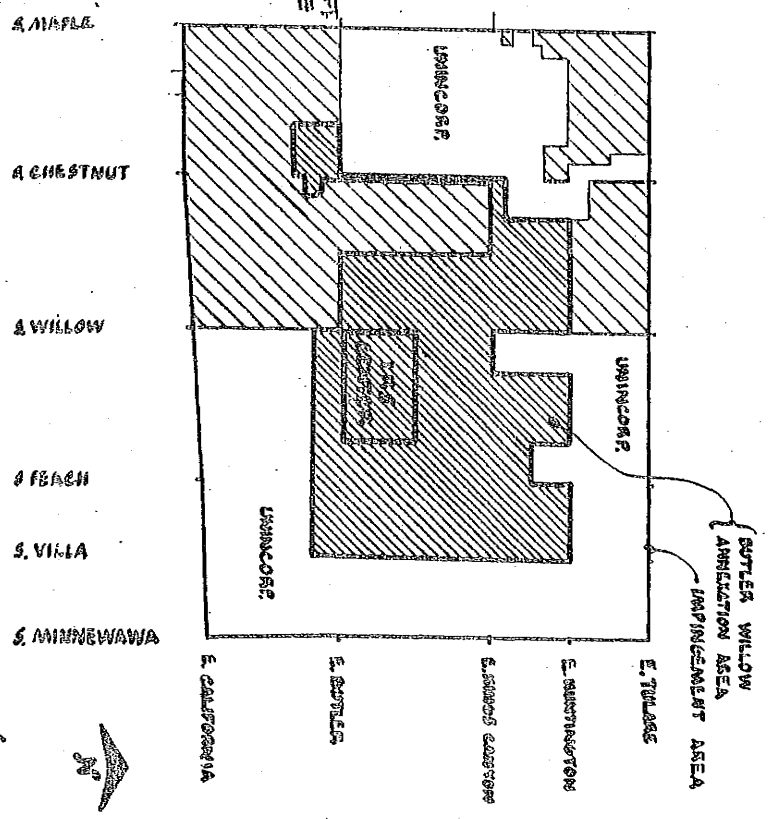 S. MAPLE
S. CHESTNUT
S. WILLOW
S. PEACH
S. VILLA
S. MINNEWAWA
UNINCORP.
UNINCORP.
UNINCORP.
BUTLER WILLOW
ANNEXATION AREA
IMPINGEMENT AREA
E. CALIFORNIA
E. BUTLER
E. KINGS CANYON
E. HUNTINGTON
E. TULARE